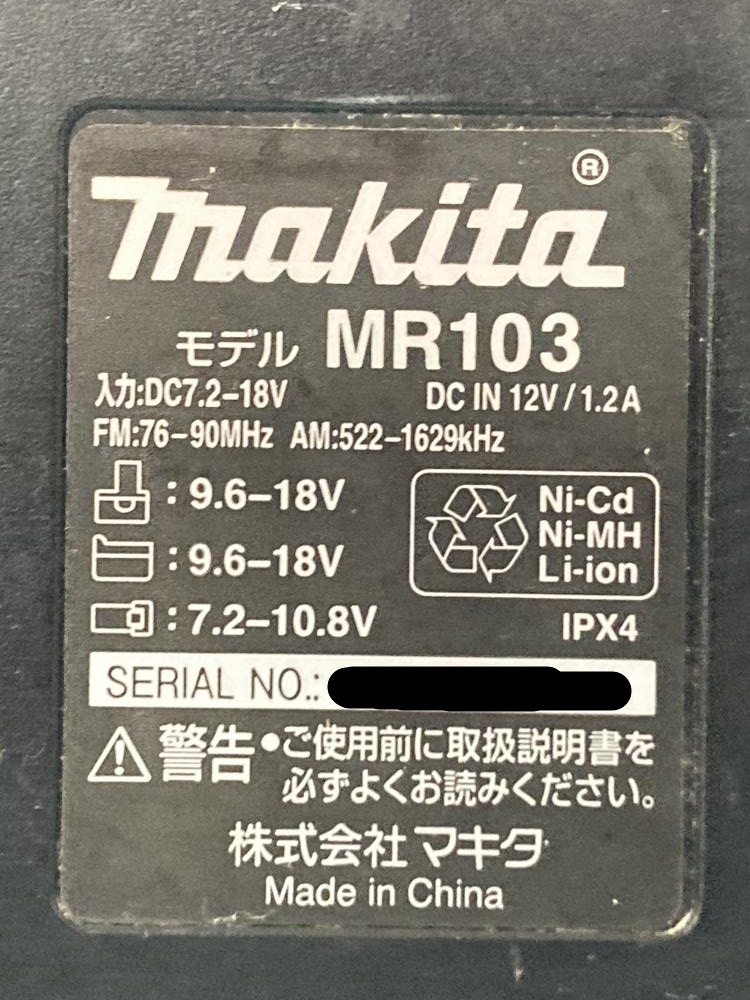 makita®
モデル MR103
入力:DC7.2-18V DC IN 12V/1.2A
FM:76-90MHz AM:522-1629kHz
:9.6-18V
:9.6-18V
:7.2-10.8V
Ni-Cd
Ni-MH
Li-ion
IPX4
SERIAL NO.:
警告 •ご使用前に取扱説明書を
必ずよくお読みください。
株式会社 マキタ
Made in China